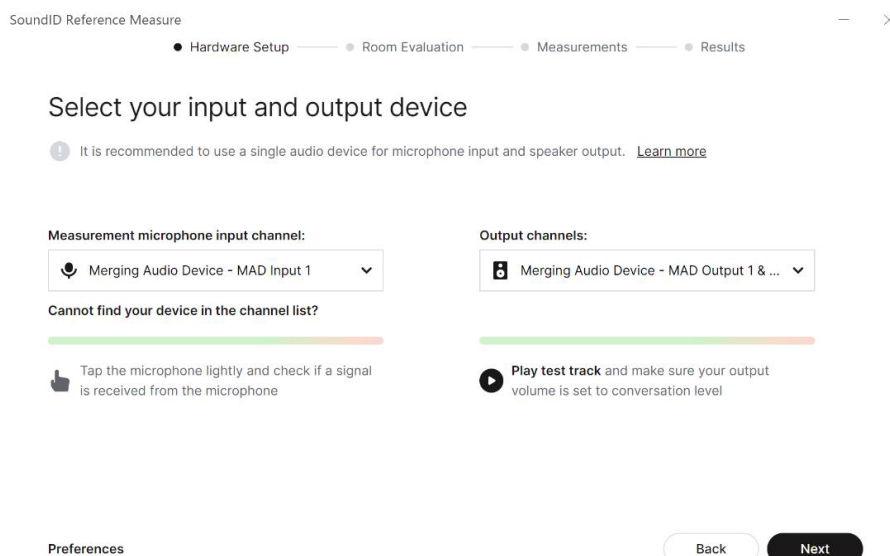 SoundID Reference Measure
Hardware Setup Room Evaluation Measurements Results
Select your input and output device
It is recommended to use a single audio device for microphone input and speaker output. Learn more
Measurement microphone input channel:
Merging Audio Device - MAD Input 1
Cannot find your device in the channel list?
Tap the microphone lightly and check if a signal
is received from the microphone
Output channels:
Merging Audio Device - MAD Output 1 & ...
Play test track and make sure your output
volume is set to conversation level
Preferences
Back
Next